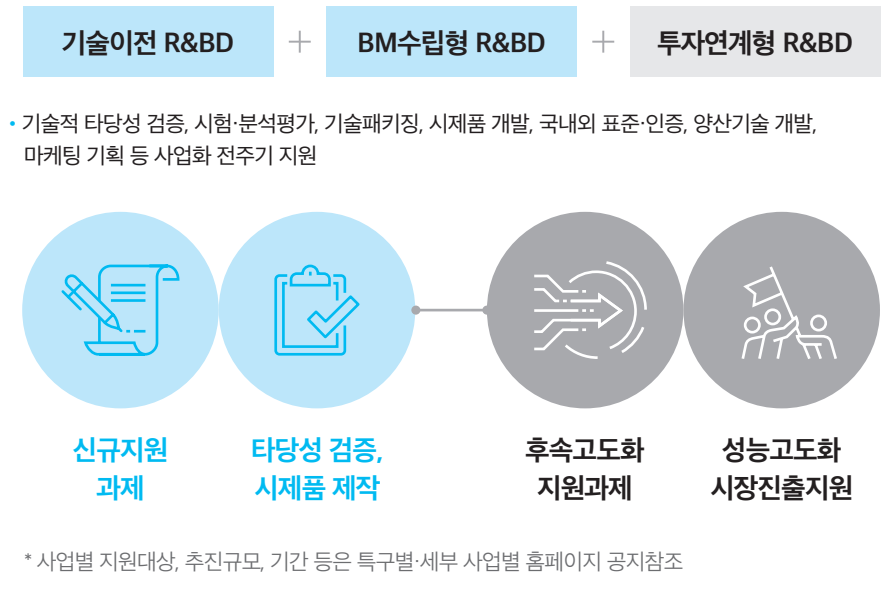 기술이전 R&BD + BM수립형 R&BD + 투자연계형 R&BD
• 기술적 타당성 검증, 시험·분석평가, 기술패키징, 시제품 개발, 국내외 표준·인증, 양산기술 개발,
마케팅 기획 등 사업화 전주기 지원
신규지원
과제
타당성 검증,
시제품 제작
후속고도화
지원과제
성능고도화
시장진출지원
* 사업별 지원대상, 추진규모, 기간 등은 특구별·세부 사업별 홈페이지 공지참조